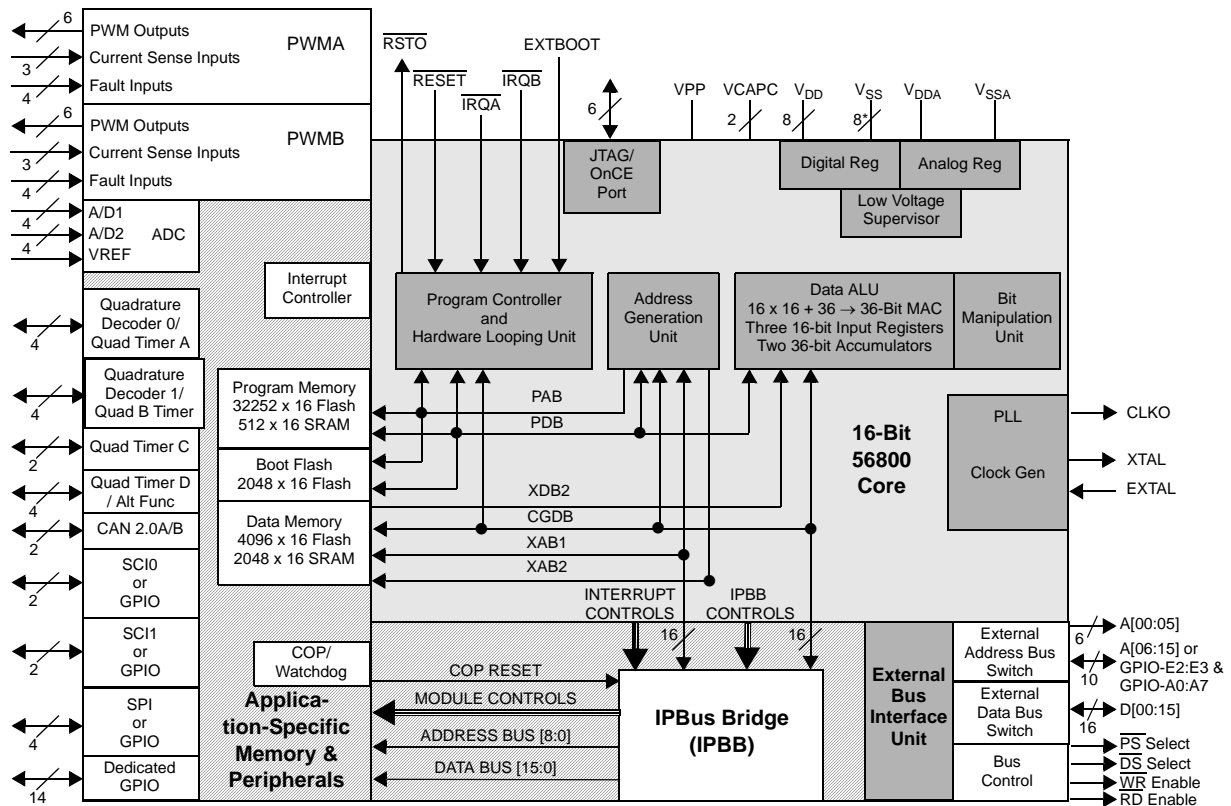 6
PWM Outputs
PWMA
Current Sense Inputs
3
Fault Inputs
4
6
PWM Outputs
PWMB
Current Sense Inputs
3
Fault Inputs
4
A/D1
4
A/D2
ADC
4
VREF
RSTO
RESET
IRQA
IRQB
EXTBOOT
6
VPP
VCAPC
VDD
VSS
VDDA
VSSA
2
8
8*
JTAG/
OnCE
Port
Digital Reg
Analog Reg
Low Voltage
Supervisor
Interrupt
Controller
Program Controller
and
Hardware Looping Unit
Address
Generation
Unit
Data ALU
16 x 16 + 36 → 36-Bit MAC
Three 16-bit Input Registers
Two 36-bit Accumulators
Bit
Manipulation
Unit
Quadrature
Decoder 0/
Quad Timer A
4
Quadrature
Decoder 1/
Quad B Timer
4
Quad Timer C
2
Quad Timer D
/ Alt Func
4
CAN 2.0A/B
2
SCI0
or
GPIO
2
SCI1
or
GPIO
2
SPI
or
GPIO
4
Dedicated
GPIO
14
Program Memory
32252 x 16 Flash
512 x 16 SRAM
Boot Flash
2048 x 16 Flash
Data Memory
4096 x 16 Flash
2048 x 16 SRAM
PAB
PDB
XDB2
CGDB
XAB1
XAB2
16-Bit
56800
Core
PLL
Clock Gen
CLKO
XTAL
EXTAL
INTERRUPT
CONTROLS
IPBB
CONTROLS
16
16
COP/
Watchdog
COP RESET
MODULE CONTROLS
ADDRESS BUS [8:0]
DATA BUS [15:0]
Applica-
tion-Specific
Memory &
Peripherals
IPBus Bridge
(IPBB)
External
Bus
Interface
Unit
External
Address Bus
Switch
External
Data Bus
Switch
Bus
Control
6
A[00:05]
10
A[06:15] or
GPIO-E2:E3 &
GPIO-A0:A7
16
D[00:15]
PS Select
DS Select
WR Enable
RD Enable